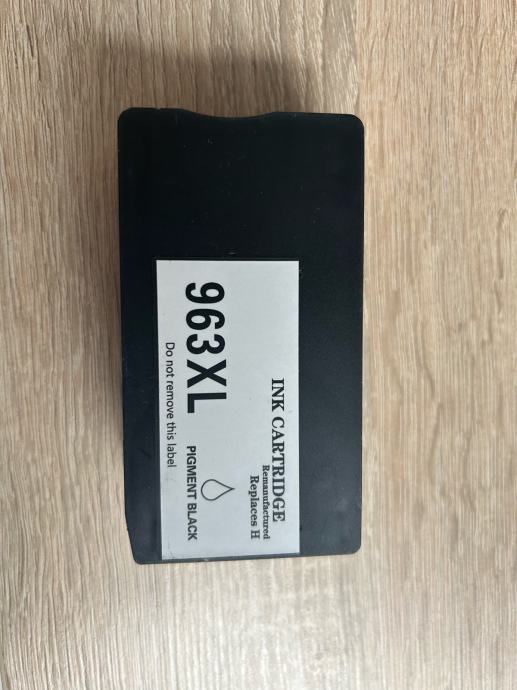 INK CARTRIDGE
Remanufactured
Replaces H
963XL
PIGMENT BLACK
Do not remove this label